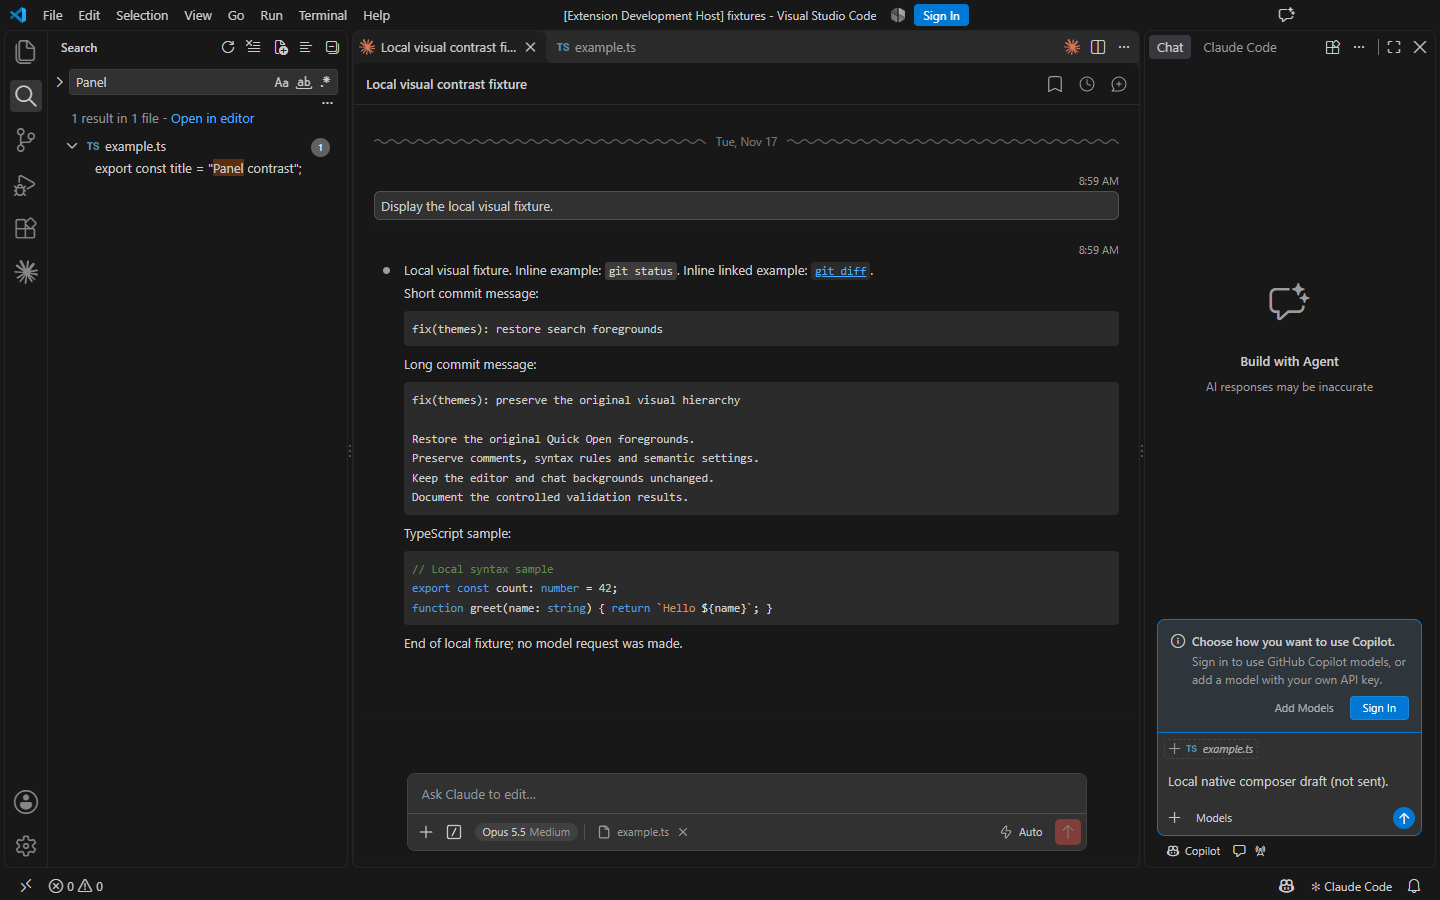 File Edit Selection View Go Run Terminal Help
[Extension Development Host] fixtures - Visual Studio Code
Sign In
Search
Panel
Aa ab .*
1 result in 1 file - Open in editor
TS example.ts
1
export const title = "Panel contrast";
Local visual contrast fi...
TS example.ts
Local visual contrast fixture
Tue, Nov 17
8:59 AM
Display the local visual fixture.
8:59 AM
Local visual fixture. Inline example: git status. Inline linked example: git diff.
Short commit message:
fix(themes): restore search foregrounds
Long commit message:
fix(themes): preserve the original visual hierarchy
Restore the original Quick Open foregrounds.
Preserve comments, syntax rules and semantic settings.
Keep the editor and chat backgrounds unchanged.
Document the controlled validation results.
TypeScript sample:
// Local syntax sample
export const count: number = 42;
function greet(name: string) { return `Hello ${name}`; }
End of local fixture; no model request was made.
Ask Claude to edit...
Opus 5.5 Medium
example.ts
Auto
Chat Claude Code
Build with Agent
AI responses may be inaccurate
Choose how you want to use Copilot.
Sign in to use GitHub Copilot models, or
add a model with your own API key.
Add Models Sign In
TS example.ts
Local native composer draft (not sent).
Models
Copilot
0 0
Claude Code